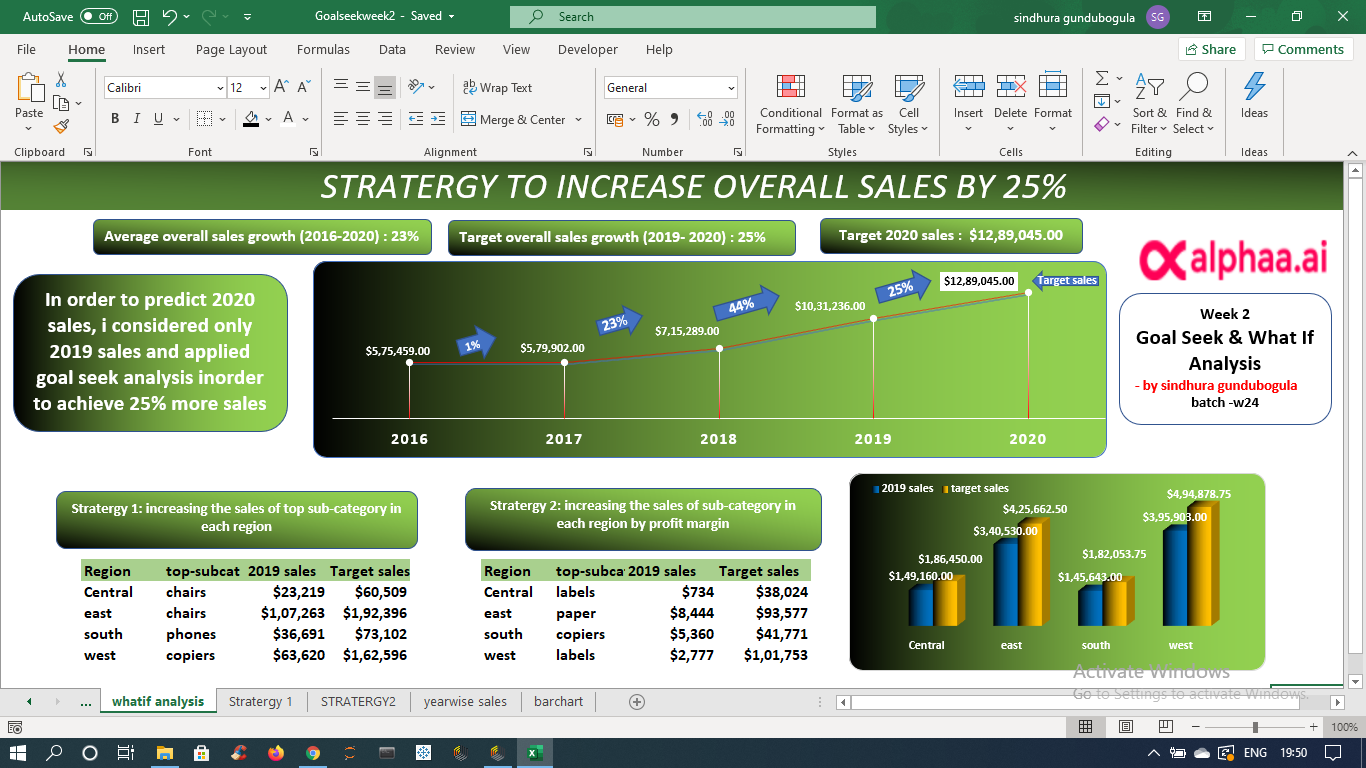 AutoSave Off Goalseekweek2 - Saved Search sindhura gundubogula SG
File Home Insert Page Layout Formulas Data Review View Developer Help Share Comments
Calibri 12 Wrap Text General
Paste B I U Merge & Center % Conditional Formatting Format as Table Cell Styles Insert Delete Format Sort & Filter Find & Select Ideas
Clipboard Font Alignment Number Styles Cells Editing Ideas
STRATERGY TO INCREASE OVERALL SALES BY 25%
Average overall sales growth (2016-2020) : 23%
Target overall sales growth (2019- 2020) : 25%
Target 2020 sales : $12,89,045.00
In order to predict 2020
sales, i considered only
2019 sales and applied
goal seek analysis inorder
to achieve 25% more sales
$5,75,459.00 1% $5,79,902.00 23% $7,15,289.00 44% $10,31,236.00 25% $12,89,045.00 Target sales
2016 2017 2018 2019 2020
alphaa.ai
Week 2
Goal Seek & What If
Analysis
- by sindhura gundubogula
batch -w24
Stratergy 1: increasing the sales of top sub-category in
each region
Region top-subcat 2019 sales Target sales
Central chairs $23,219 $60,509
east chairs $1,07,263 $1,92,396
south phones $36,691 $73,102
west copiers $63,620 $1,62,596
Stratergy 2: increasing the sales of sub-category in
each region by profit margin
Region top-subca 2019 sales Target sales
Central labels $734 $38,024
east paper $8,444 $93,577
south copiers $5,360 $41,771
west labels $2,777 $1,01,753
2019 sales target sales
$1,49,160.00 $1,86,450.00 $3,40,530.00 $4,25,662.50 $1,45,643.00 $1,82,053.75 $3,95,903.00 $4,94,878.75
Central east south west
Activate Windows
Go to Settings to activate Windows.
... whatif analysis Stratergy 1 STRATERGY2 yearwise sales barchart
100%
ENG 19:50